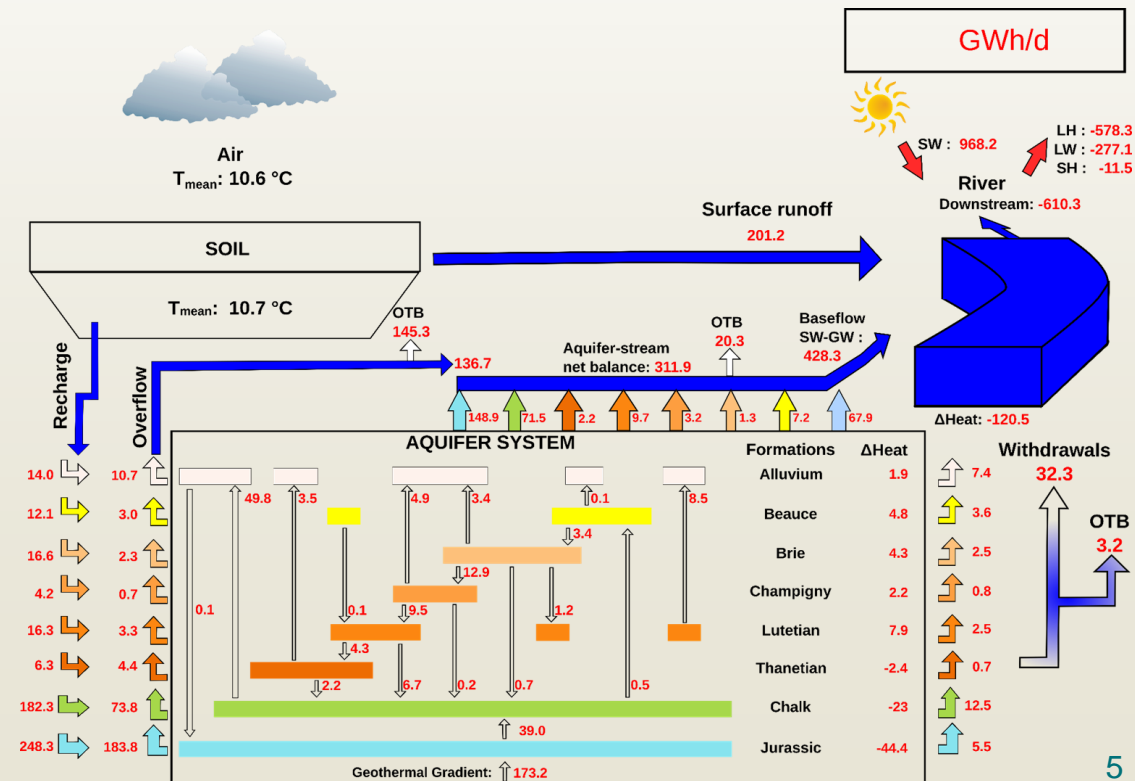 GWh/d
Air
Tmean: 10.6 °C
SW : 968.2
LH : -578.3
LW : -277.1
SH : -11.5
River
Downstream: -610.3
Surface runoff
201.2
SOIL
Tmean: 10.7 °C
OTB
145.3
136.7
Aquifer-stream
net balance: 311.9
OTB
20.3
Baseflow
SW-GW :
428.3
Recharge
Overflow
148.9 71.5 2.2 9.7 3.2 1.3 7.2 67.9
ΔHeat: -120.5
AQUIFER SYSTEM
Formations ΔHeat
Withdrawals
32.3
OTB
3.2
14.0 10.7 Alluvium 1.9 7.4
49.8 3.5 4.9 3.4 0.1 8.5
12.1 3.0 Beauce 4.8 3.6
3.4
16.6 2.3 Brie 4.3 2.5
12.9
4.2 0.7 Champigny 2.2 0.8
0.1 0.1 9.5 1.2
16.3 3.3 Lutetian 7.9 2.5
4.3
6.3 4.4 Thanetian -2.4 0.7
2.2 6.7 0.2 0.7 0.5
182.3 73.8 Chalk -23 12.5
39.0
248.3 183.8 Jurassic -44.4 5.5
Geothermal Gradient: 173.2
5